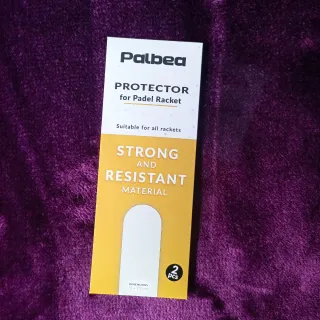 Palbea
PROTECTOR
for Padel Racket
Suitable for all rackets
STRONG
AND
RESISTANT
MATERIAL
2
Pcs